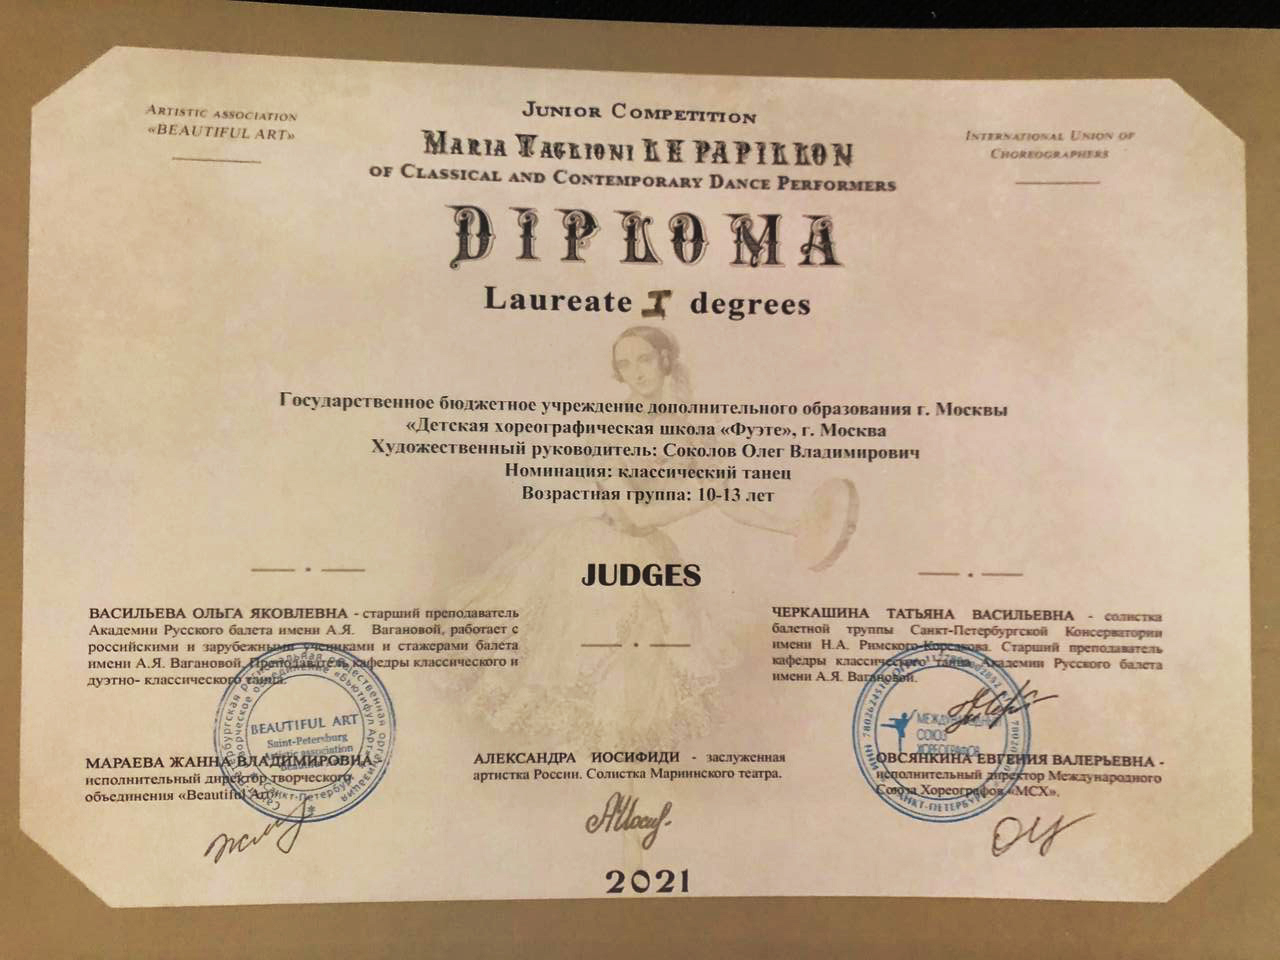 ARTISTIC ASSOCIATION
«BEAUTIFUL ART»
JUNIOR COMPETITION
MARIA TAGLIONI LE PAPILLON
OF CLASSICAL AND CONTEMPORARY DANCE PERFORMERS
INTERNATIONAL UNION OF
CHOREOGRAPHERS
DIPLOMA
Laureate I degrees
Государственное бюджетное учреждение дополнительного образования г. Москвы
«Детская хореографическая школа «Фуэте», г. Москва
Художественный руководитель: Соколов Олег Владимирович
Номинация: классический танец
Возрастная группа: 10-13 лет
JUDGES
ВАСИЛЬЕВА ОЛЬГА ЯКОВЛЕВНА - старший преподаватель
Академии Русского балета имени А.Я. Вагановой, работает с
российскими и зарубежными учениками и стажерами балета
имени А.Я. Вагановой. Преподаватель кафедры классического и
дуэтно- классического танца.
ЧЕРКАШИНА ТАТЬЯНА ВАСИЛЬЕВНА - солистка
балетной труппы Санкт-Петербургской Консерватории
имени Н.А. Римского-Корсакова. Старший преподаватель
кафедры классического танца Академии Русского балета
имени А.Я. Вагановой.
BEAUTIFUL ART
Saint-Petersburg
Artistic association
МЕЖДУНАРОДНЫЙ
СОЮЗ
ХОРЕОГРАФОВ
МАРАЕВА ЖАННА ВЛАДИМИРОВНА -
исполнительный директор творческого
объединения «Beautiful Art».
АЛЕКСАНДРА ИОСИФИДИ - заслуженная
артистка России. Солистка Мариинского театра.
ОВСЯНКИНА ЕВГЕНИЯ ВАЛЕРЬЕВНА -
исполнительный директор Международного
Союза Хореографов «МСХ».
2021